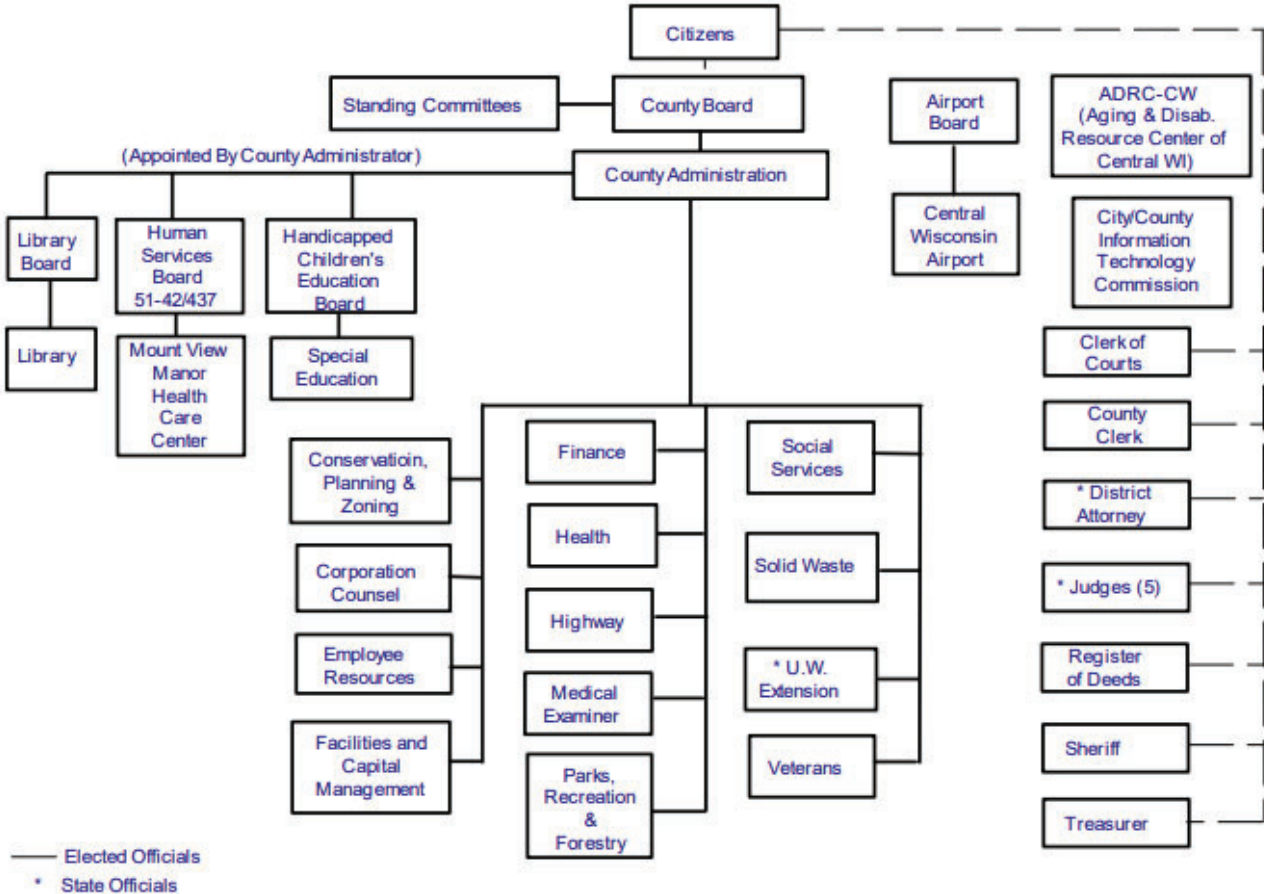 Citizens
Standing Committees
County Board
Airport
Board
ADRC-CW
(Aging & Disab.
Resource Center of
Central WI)
(Appointed By County Administrator)
County Administration
Library
Board
Human
Services
Board
51-42/437
Handicapped
Children's
Education
Board
Central
Wisconsin
Airport
City/County
Information
Technology
Commission
Library
Mount View
Manor
Health
Care
Center
Special
Education
Clerk of
Courts
County
Clerk
* District
Attorney
* Judges (5)
Register
of Deeds
Sheriff
Treasurer
Conservatioin,
Planning &
Zoning
Corporation
Counsel
Employee
Resources
Facilities and
Capital
Management
Finance
Health
Highway
Medical
Examiner
Parks,
Recreation
&
Forestry
Social
Services
Solid Waste
* U.W.
Extension
Veterans
Elected Officials
* State Officials